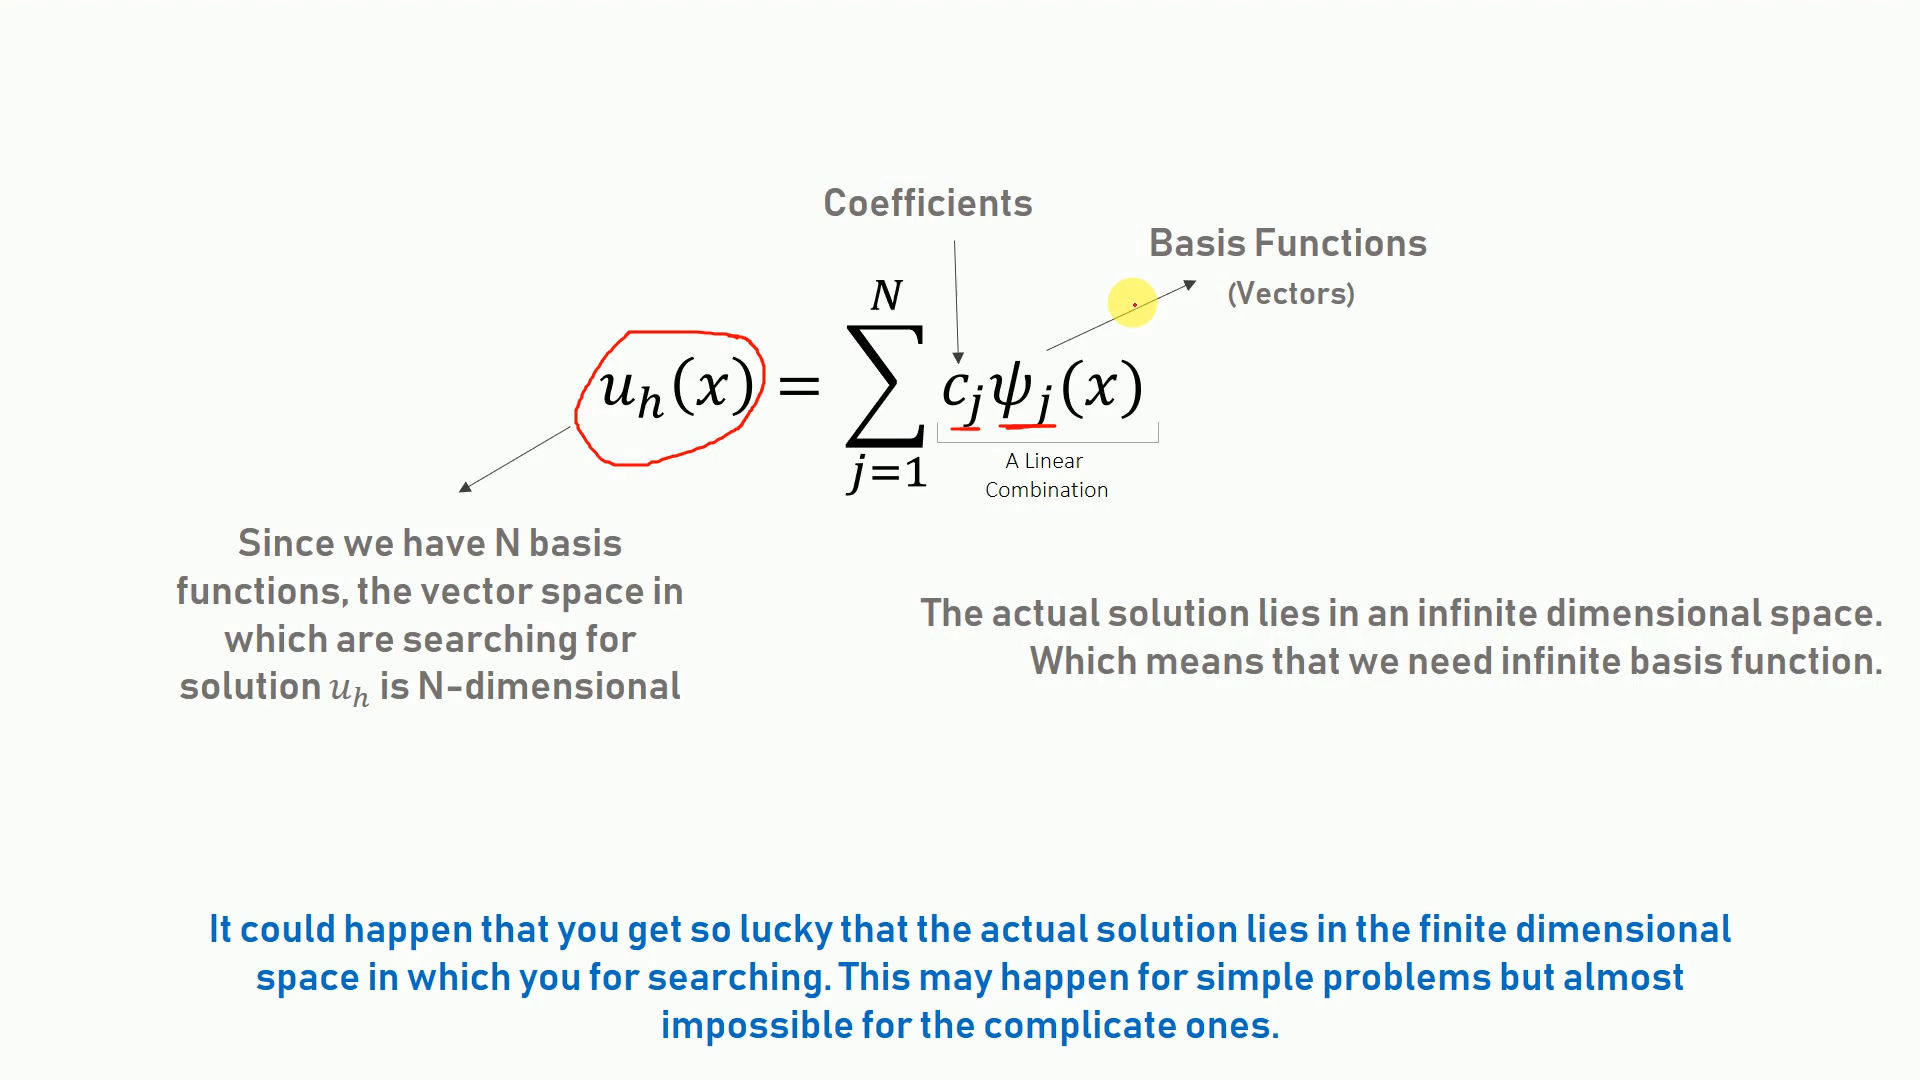 Coefficients
Basis Functions
(Vectors)
N
u_h(x) = ∑ c_jψ_j(x)
j=1
A Linear
Combination
Since we have N basis
functions, the vector space in
which are searching for
solution u_h is N-dimensional
The actual solution lies in an infinite dimensional space.
Which means that we need infinite basis function.
It could happen that you get so lucky that the actual solution lies in the finite dimensional
space in which you for searching. This may happen for simple problems but almost
impossible for the complicate ones.